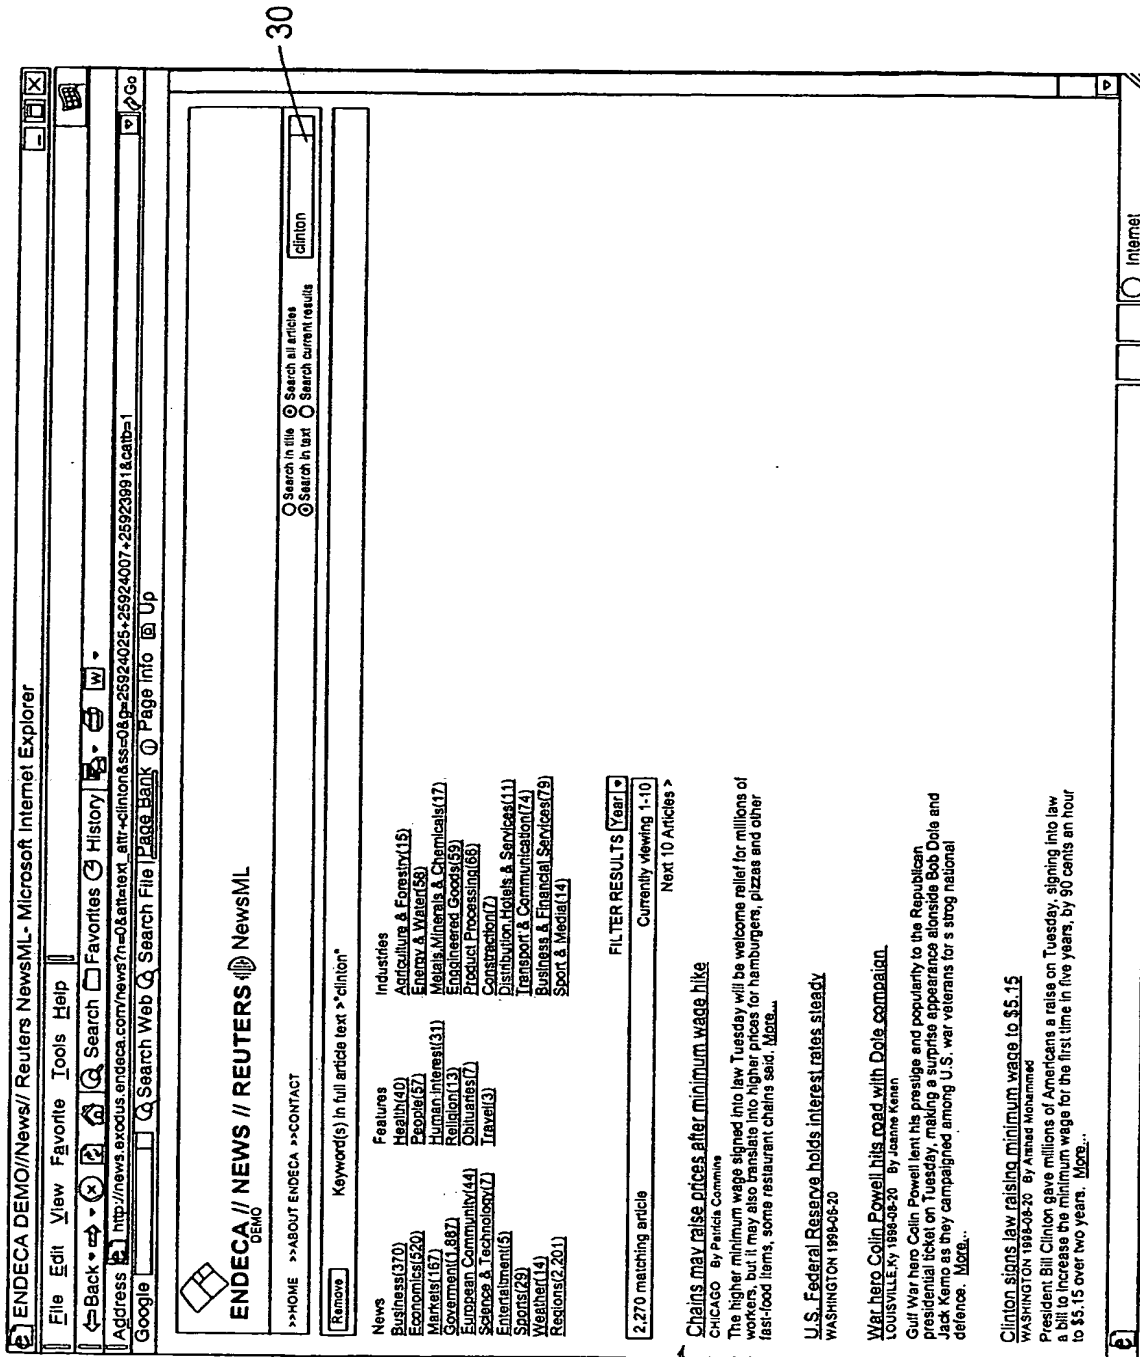 ENDECA DEMO//News// Reuters NewsML- Microsoft Internet Explorer
File Edit View Favorite Tools Help
Back Search Favorites History W
Address http://news.exodus.endeca.com/news?n=0&att=text_attr+clinton&ss=0&g=25924025+25924007+25923991&catb=1 Go
Google Search Web Search File Page Bank Page Info Up
ENDECA // NEWS // REUTERS NewsML
DEMO
>>HOME >>ABOUT ENDECA >>CONTACT
Search in title Search all articles
Search in text Search current results
clinton
30
Remove Keyword(s) In full article text >"clinton"
News
Business(370)
Economics(520)
Markets(167)
Goverment(1,887)
European Community(44)
Science & Technology(7)
Entertaitment(5)
Sports(29)
Weather(14)
Regions(2,201)
Features
Health(40)
People(57)
Human Interest(31)
Religion(13)
Obituaries(7)
Travel(3)
Industries
Agriculture & Forestry(15)
Energy & Water(58)
Metals,Minerals & Chemicals(17)
Engineered Goods(59)
Product Processing(66)
Constraction(7)
Distribution,Hotels & Services(11)
Transport & Communication(74)
Business & Financial Services(79)
Sport & Media(14)
FILTER RESULTS Year
2,270 matching article Currently viewing 1-10
Next 10 Articles >
Chains may raise prices after minimum wage hike
CHICAGO By Patricia Commins
The higher minimum wage signed into law Tuesday will be welcome relief for millions of
workers, but it may also translate into higher prices for hamburgers, pizzas and other
fast-food items, some restaurant chains said. More...
U.S. Federal Reserve holds interest rates steady
WASHINGTON 1996-08-20
War hero Colin Powell hits road with Dole compaign
LOUISVILLE,Ky 1996-08-20 By Joanne Kenen
Gulf War hero Colin Powell lent his prestige and popularity to the Republican
presidential ticket on Tuesday, making a surprise appearance alonside Bob Dole and
Jack Kemo as they campaigned among U.S. war veterans for s strog national
defence. More...
Clinton signs law raising minimum wage to $5.15
WASHINGTON 1996-08-20 By Arshad Mohammed
President Bill Clinton gave millions of Americans a raise on Tuesday, signing into law
a bill to increase the minimum wage for the first time in five years, by 90 cents an hour
to $5.15 over two years. More...
Internet